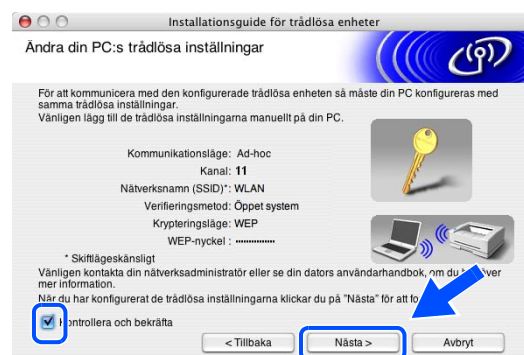 Installationsguide för trådlösa enheter
Ändra din PC:s trådlösa inställningar
För att kommunicera med den konfigurerade trådlösa enheten så måste din PC konfigureras med
samma trådlösa inställningar.
Vänligen lägg till de trådlösa inställningarna manuellt på din PC.
Kommunikationsläge: Ad-hoc
Kanal: 11
Nätverksnamn (SSID)*: WLAN
Verifieringsmetod: Öppet system
Krypteringsläge: WEP
WEP-nyckel : ••••••••••••••
* Skiftlägeskänsligt
Vänligen kontakta din nätverksadministratör eller se din dators användarhandbok, om du
mer information.
När du har konfigurerat de trådlösa inställningarna klickar du på "Nästa" för att
Kontrollera och bekräfta
< Tillbaka
Nästa >
Avbryt